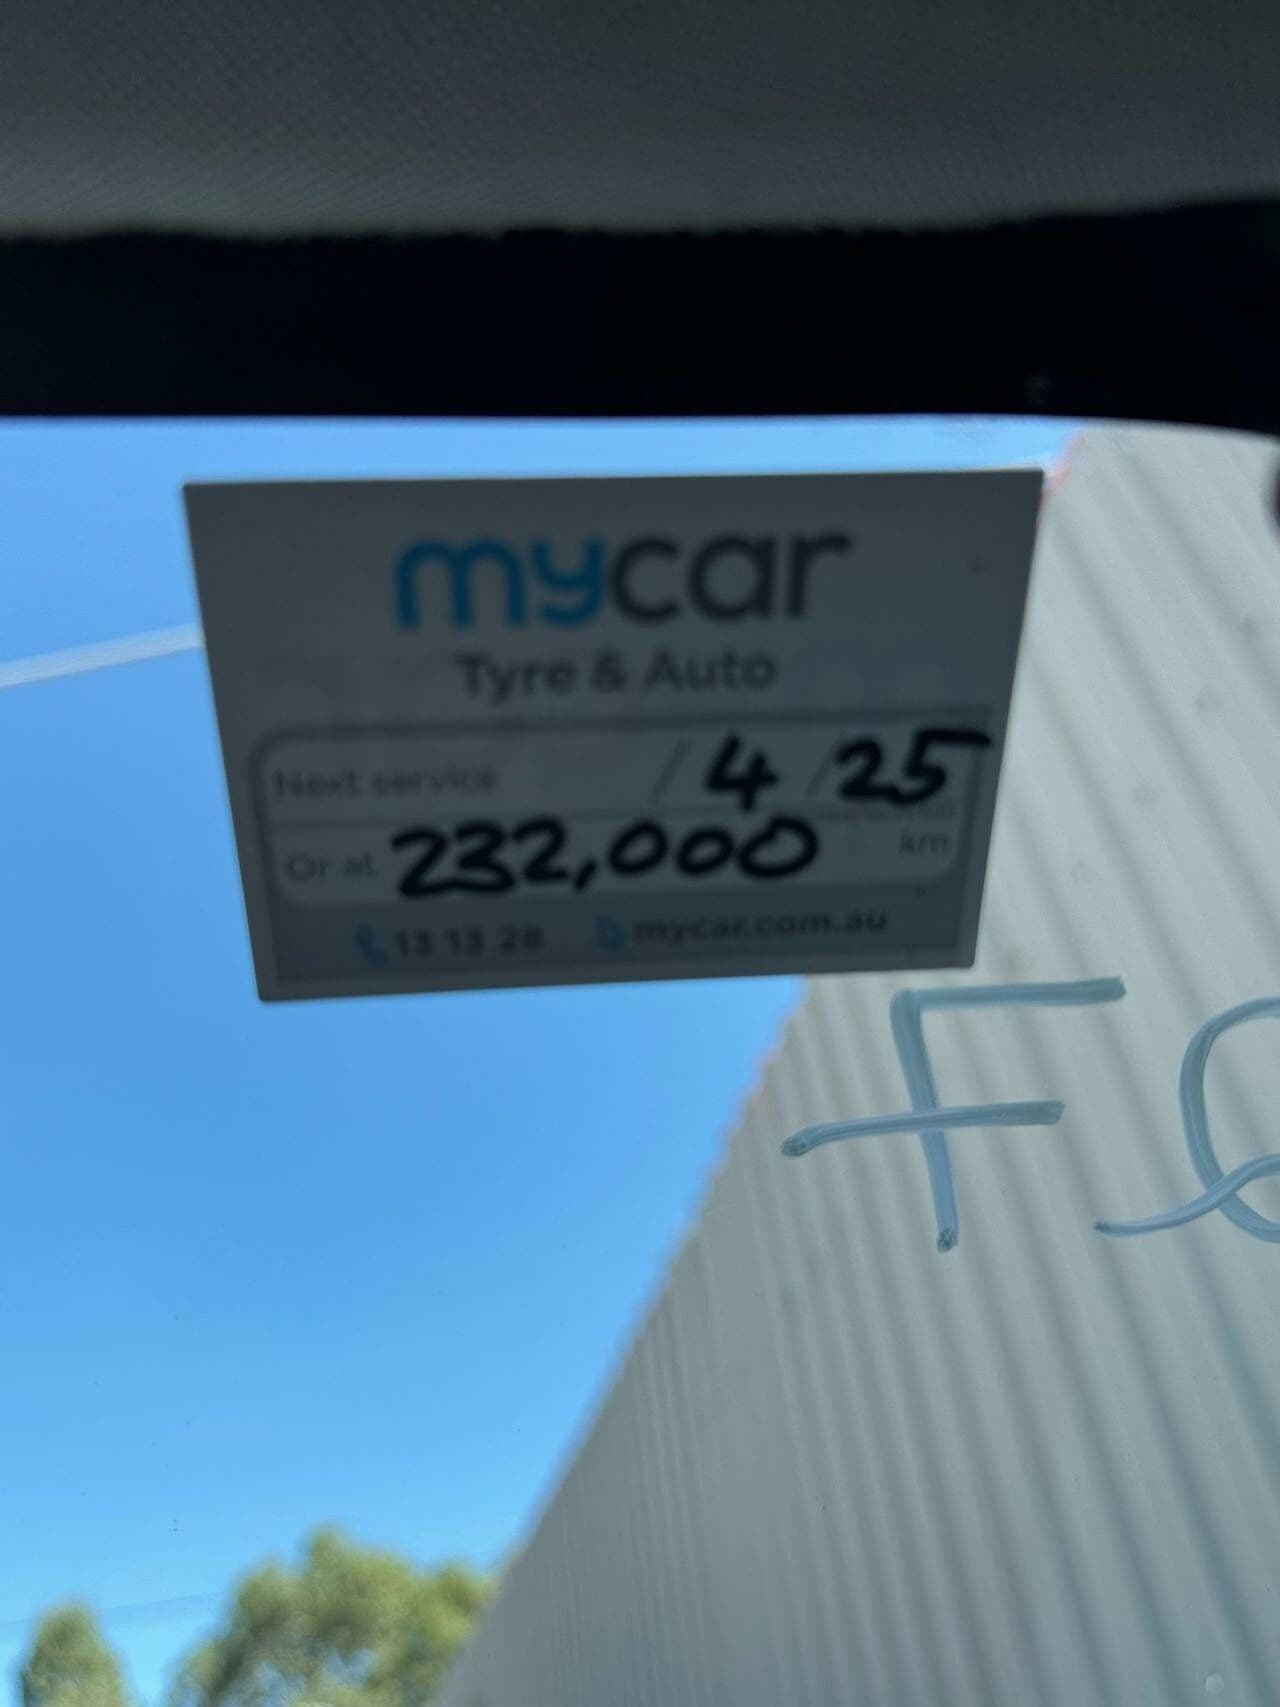 mycar
Tyre & Auto
Next service / 4 / 25
Or at 232,000 km
13 13 28 mycar.com.au